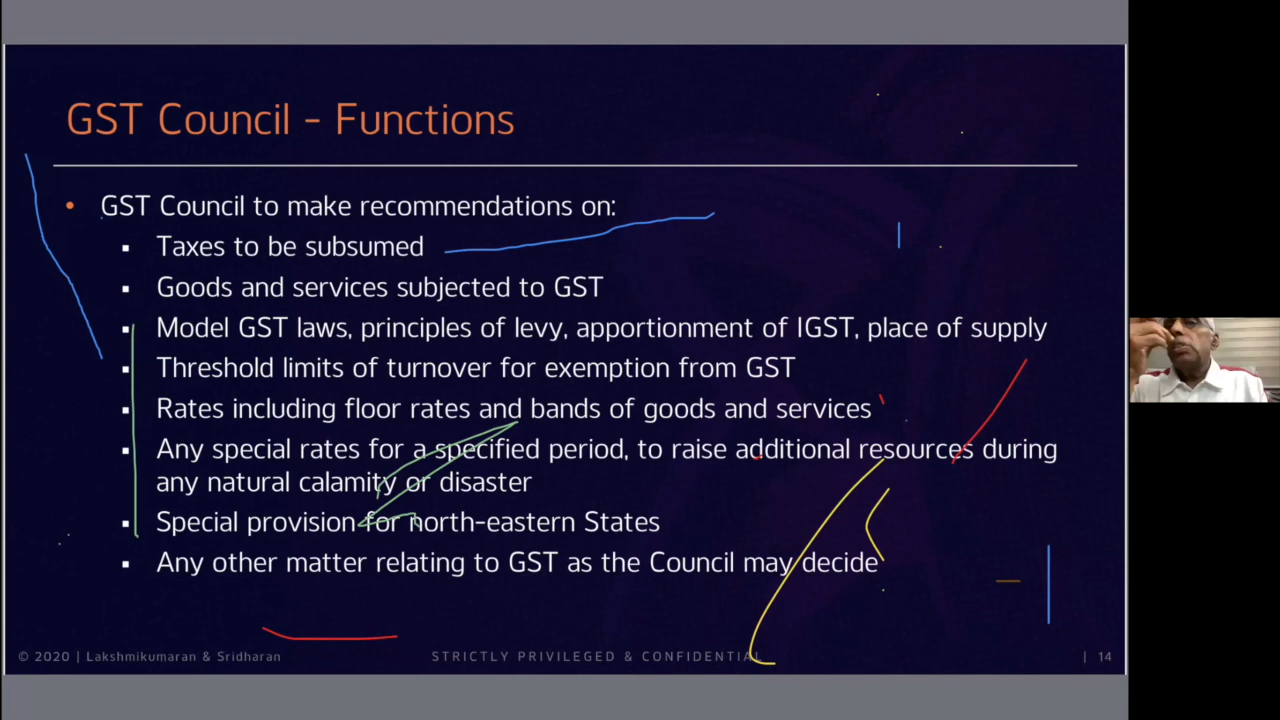 GST Council - Functions
• GST Council to make recommendations on:
▪ Taxes to be subsumed
▪ Goods and services subjected to GST
▪ Model GST laws, principles of levy, apportionment of IGST, place of supply
▪ Threshold limits of turnover for exemption from GST
▪ Rates including floor rates and bands of goods and services
▪ Any special rates for a specified period, to raise additional resources during
any natural calamity or disaster
▪ Special provision for north-eastern States
▪ Any other matter relating to GST as the Council may decide
© 2020 | Lakshmikumaran & Sridharan STRICTLY PRIVILEGED & CONFIDENTIAL | 14